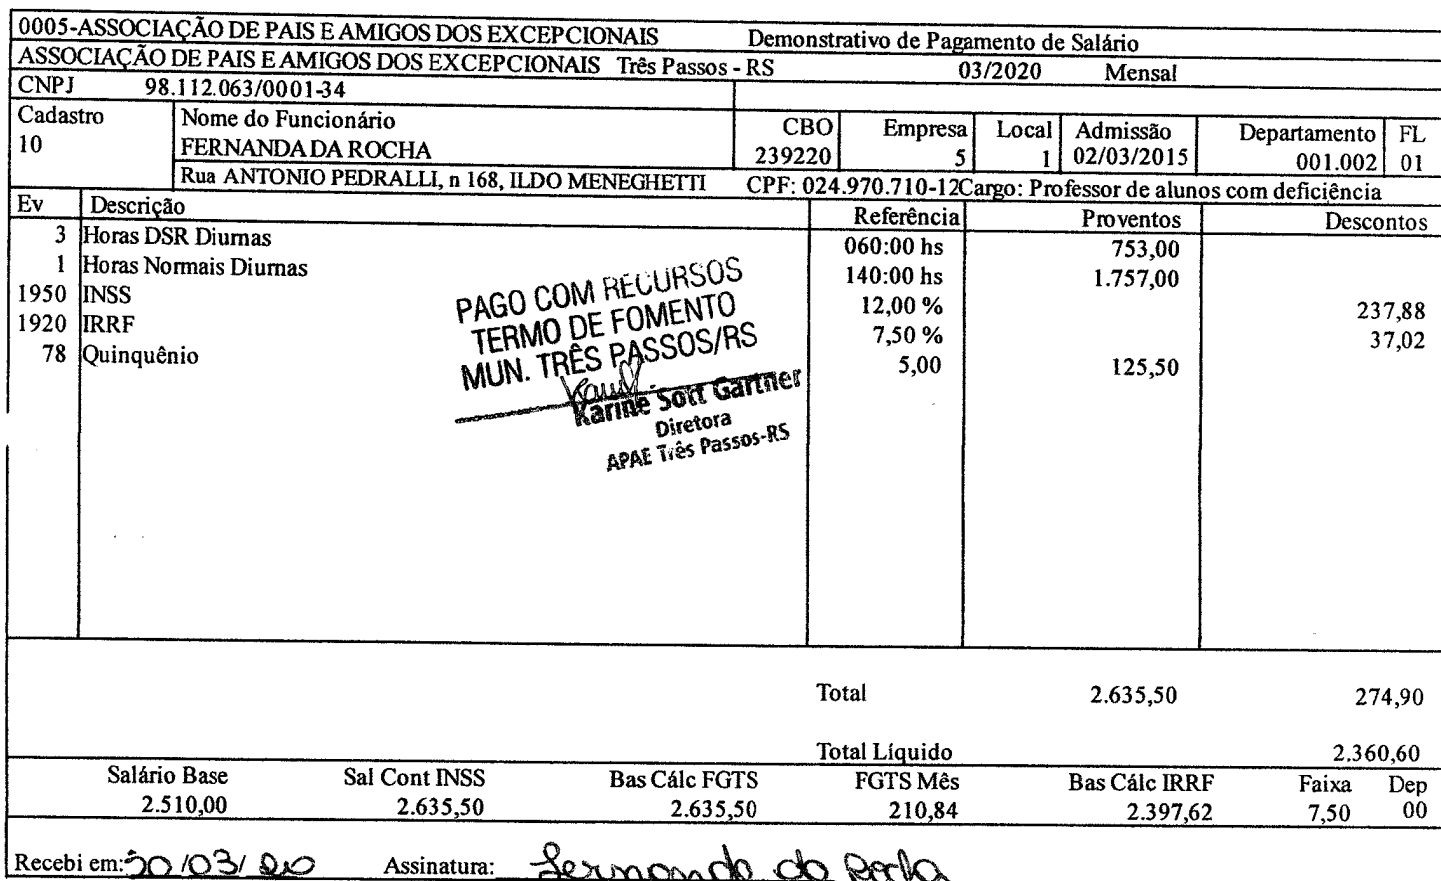 0005-ASSOCIAÇÃO DE PAIS E AMIGOS DOS EXCEPCIONAIS Demonstrativo de Pagamento de Salário
ASSOCIAÇÃO DE PAIS E AMIGOS DOS EXCEPCIONAIS Três Passos - RS 03/2020 Mensal
CNPJ 98.112.063/0001-34
Cadastro Nome do Funcionário CBO Empresa Local Admissão Departamento FL
10 FERNANDA DA ROCHA 239220 5 1 02/03/2015 001.002 01
Rua ANTONIO PEDRALLI, n 168, ILDO MENEGHETTI CPF: 024.970.710-12Cargo: Professor de alunos com deficiência
Ev Descrição Referência Proventos Descontos
3 Horas DSR Diurnas 060:00 hs 753,00
1 Horas Normais Diurnas 140:00 hs 1.757,00
1950 INSS 12,00 % 237,88
1920 IRRF 7,50 % 37,02
78 Quinquênio 5,00 125,50
PAGO COM RECURSOS
TERMO DE FOMENTO
MUN. TRÊS PASSOS/RS
Karine Sott Gartner
Diretora
APAE Três Passos-RS
Total 2.635,50 274,90
Total Líquido 2.360,60
Salário Base Sal Cont INSS Bas Cálc FGTS FGTS Mês Bas Cálc IRRF Faixa Dep
2.510,00 2.635,50 2.635,50 210,84 2.397,62 7,50 00
Recebi em: 30/03/20 Assinatura: Fernanda da Rocha